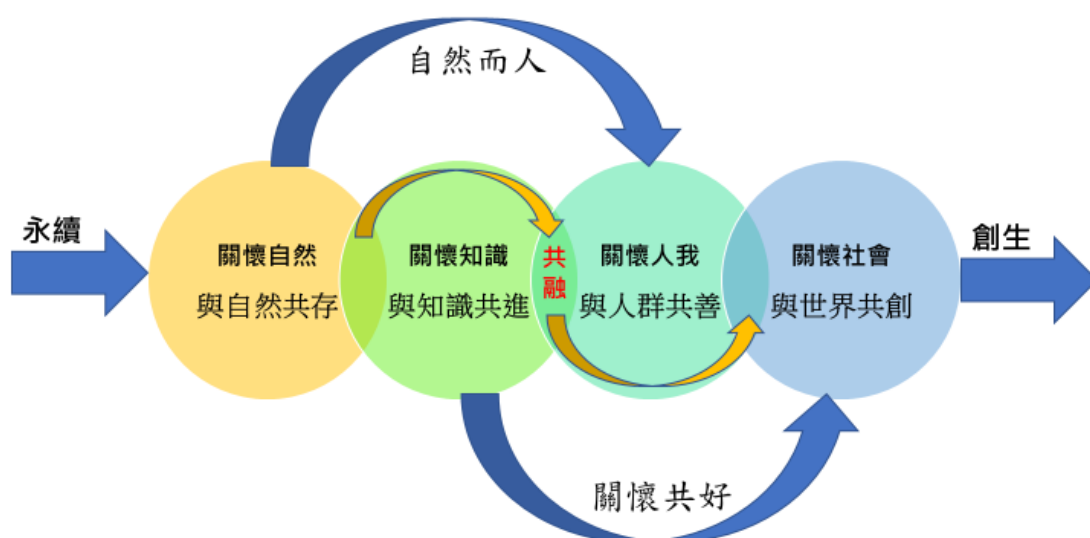 自然而人
永續
創生
關懷自然
與自然共存
關懷知識
與知識共進
共
融
關懷人我
與人群共善
關懷社會
與世界共創
關懷共好